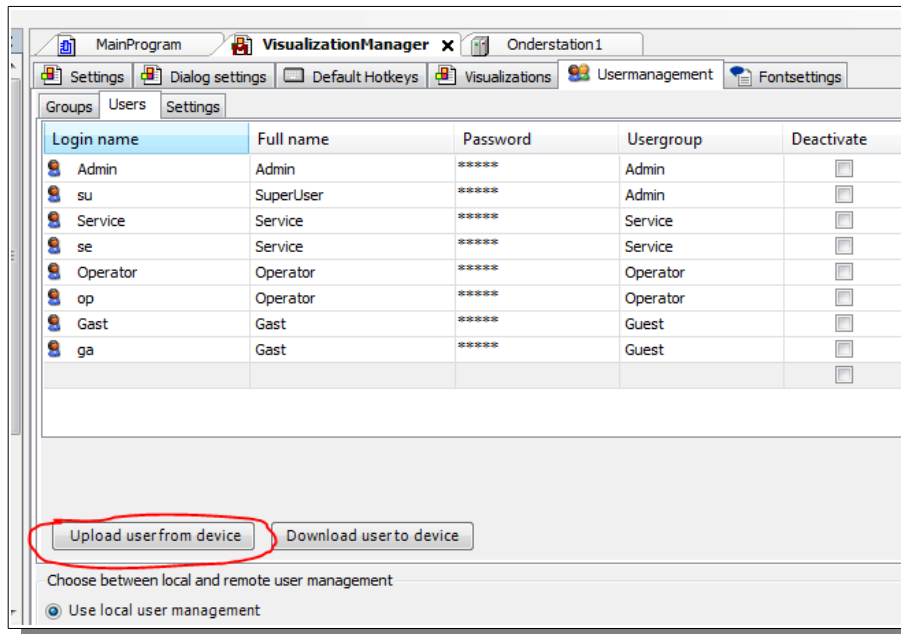 MainProgram VisualizationManager X Onderstation1
Settings Dialog settings Default Hotkeys Visualizations Usermanagement Fontsettings
Groups Users Settings
Login name Full name Password Usergroup Deactivate
Admin Admin ***** Admin
su SuperUser ***** Admin
Service Service ***** Service
se Service ***** Service
Operator Operator ***** Operator
op Operator ***** Operator
Gast Gast ***** Guest
ga Gast ***** Guest
Upload user from device Download user to device
Choose between local and remote user management
Use local user management